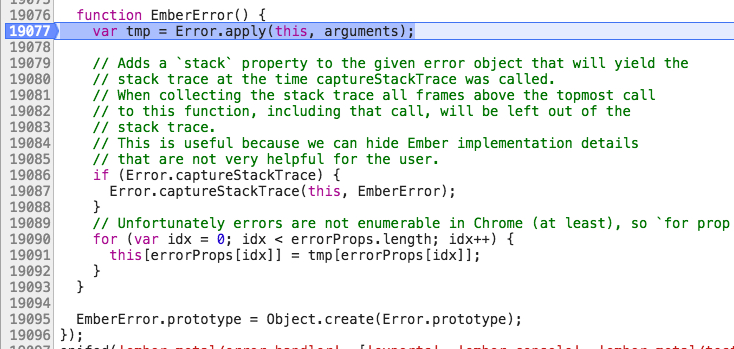 19075
19076 function EmberError() {
19077 var tmp = Error.apply(this, arguments);
19078
19079 // Adds a `stack` property to the given error object that will yield the
19080 // stack trace at the time captureStackTrace was called.
19081 // When collecting the stack trace all frames above the topmost call
19082 // to this function, including that call, will be left out of the
19083 // stack trace.
19084 // This is useful because we can hide Ember implementation details
19085 // that are not very helpful for the user.
19086 if (Error.captureStackTrace) {
19087 Error.captureStackTrace(this, EmberError);
19088 }
19089 // Unfortunately errors are not enumerable in Chrome (at least), so `for prop
19090 for (var idx = 0; idx < errorProps.length; idx++) {
19091 this[errorProps[idx]] = tmp[errorProps[idx]];
19092 }
19093 }
19094
19095 EmberError.prototype = Object.create(Error.prototype);
19096 });